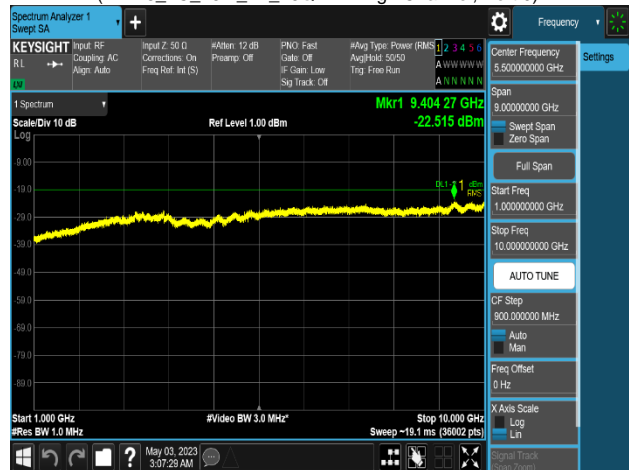 Spectrum Analyzer 1
Swept SA
Frequency
KEYSIGHT
RL
LV
Input: RF
Coupling: AC
Align: Auto
Input Z: 50 Ω
Corrections: On
Freq Ref: Int (S)
#Atten: 12 dB
Preamp: Off
PNO: Fast
Gate: Off
IF Gain: Low
Sig Track: Off
#Avg Type: Power (RMS
Avg|Hold: 50/50
Trig: Free Run
1 2 3 4 5 6
A W W W W W
A N N N N N
1 Spectrum
Scale/Div 10 dB
Log
Ref Level 1.00 dBm
Mkr1 9.404 27 GHz
-22.515 dBm
-9.00
-19.0
-29.0
-39.0
-49.0
-59.0
-69.0
-79.0
-89.0
1
dBm
RMS
Start 1.000 GHz
#Res BW 1.0 MHz
#Video BW 3.0 MHz*
Stop 10.000 GHz
Sweep ~19.1 ms (36002 pts)
May 03, 2023
3:07:29 AM
Settings
Center Frequency
5.500000000 GHz
Span
9.00000000 GHz
Swept Span
Zero Span
Full Span
Start Freq
1.000000000 GHz
Stop Freq
10.000000000 GHz
AUTO TUNE
CF Step
900.000000 MHz
Auto
Man
Freq Offset
0 Hz
X Axis Scale
Log
Lin
Signal Track
(Span Zoom)